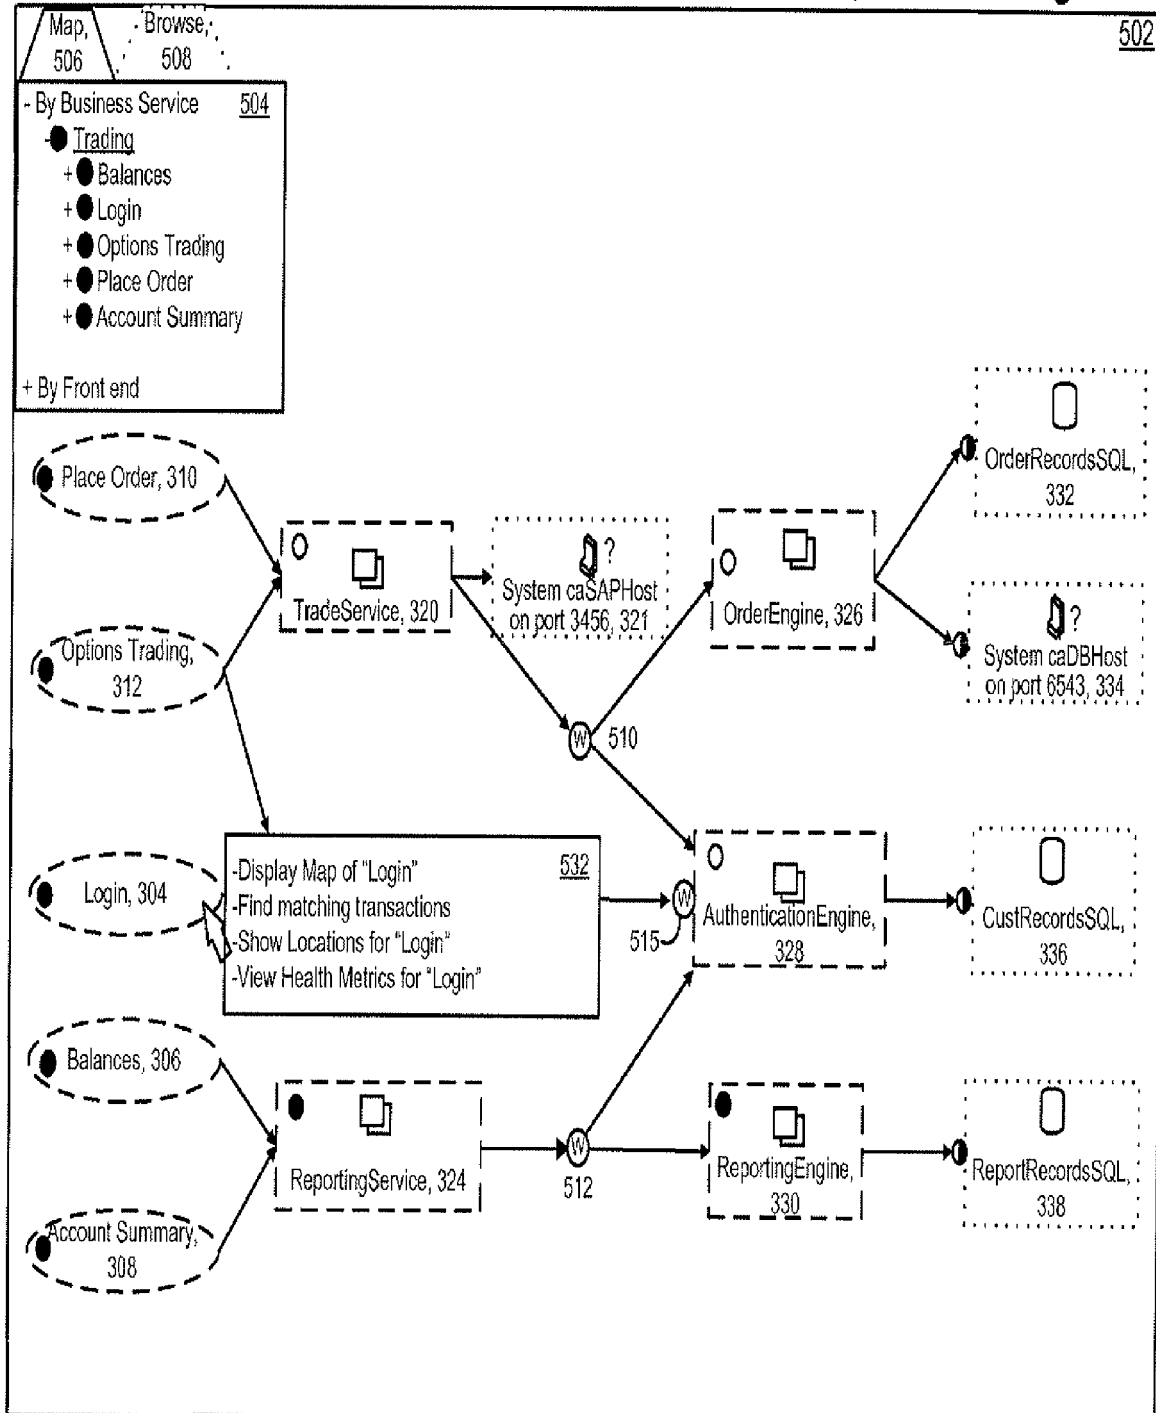 502
Map,
506
Browse,
508
- By Business Service
504
- Trading
+ Balances
+ Login
+ Options Trading
+ Place Order
+ Account Summary
+ By Front end
Place Order, 310
Options Trading,
312
Login, 304
Balances, 306
Account Summary,
308
TradeService, 320
?
System caSAPHost
on port 3456, 321
OrderEngine, 326
OrderRecordsSQL,
332
?
System caDBHost
on port 6543, 334
W
510
-Display Map of "Login"
532
-Find matching transactions
-Show Locations for "Login"
-View Health Metrics for "Login"
W
515
AuthenticationEngine,
328
CustRecordsSQL,
336
ReportingService, 324
W
512
ReportingEngine,
330
ReportRecordsSQL,
338